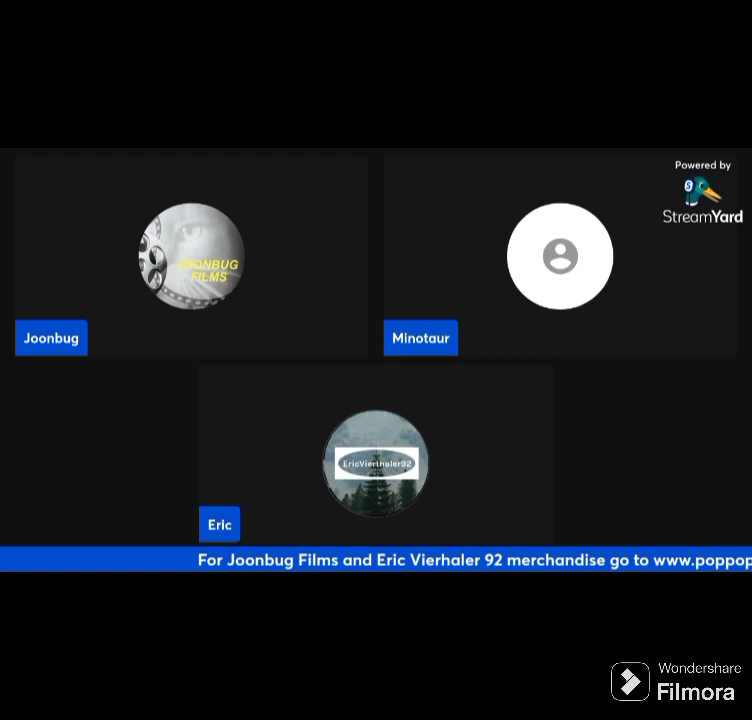 Powered by
StreamYard
JOONBUG
FILMS
Joonbug
Minotaur
EricVierthaler92
Eric
For Joonbug Films and Eric Vierhaler 92 merchandise go to www.poppop
Wondershare
Filmora